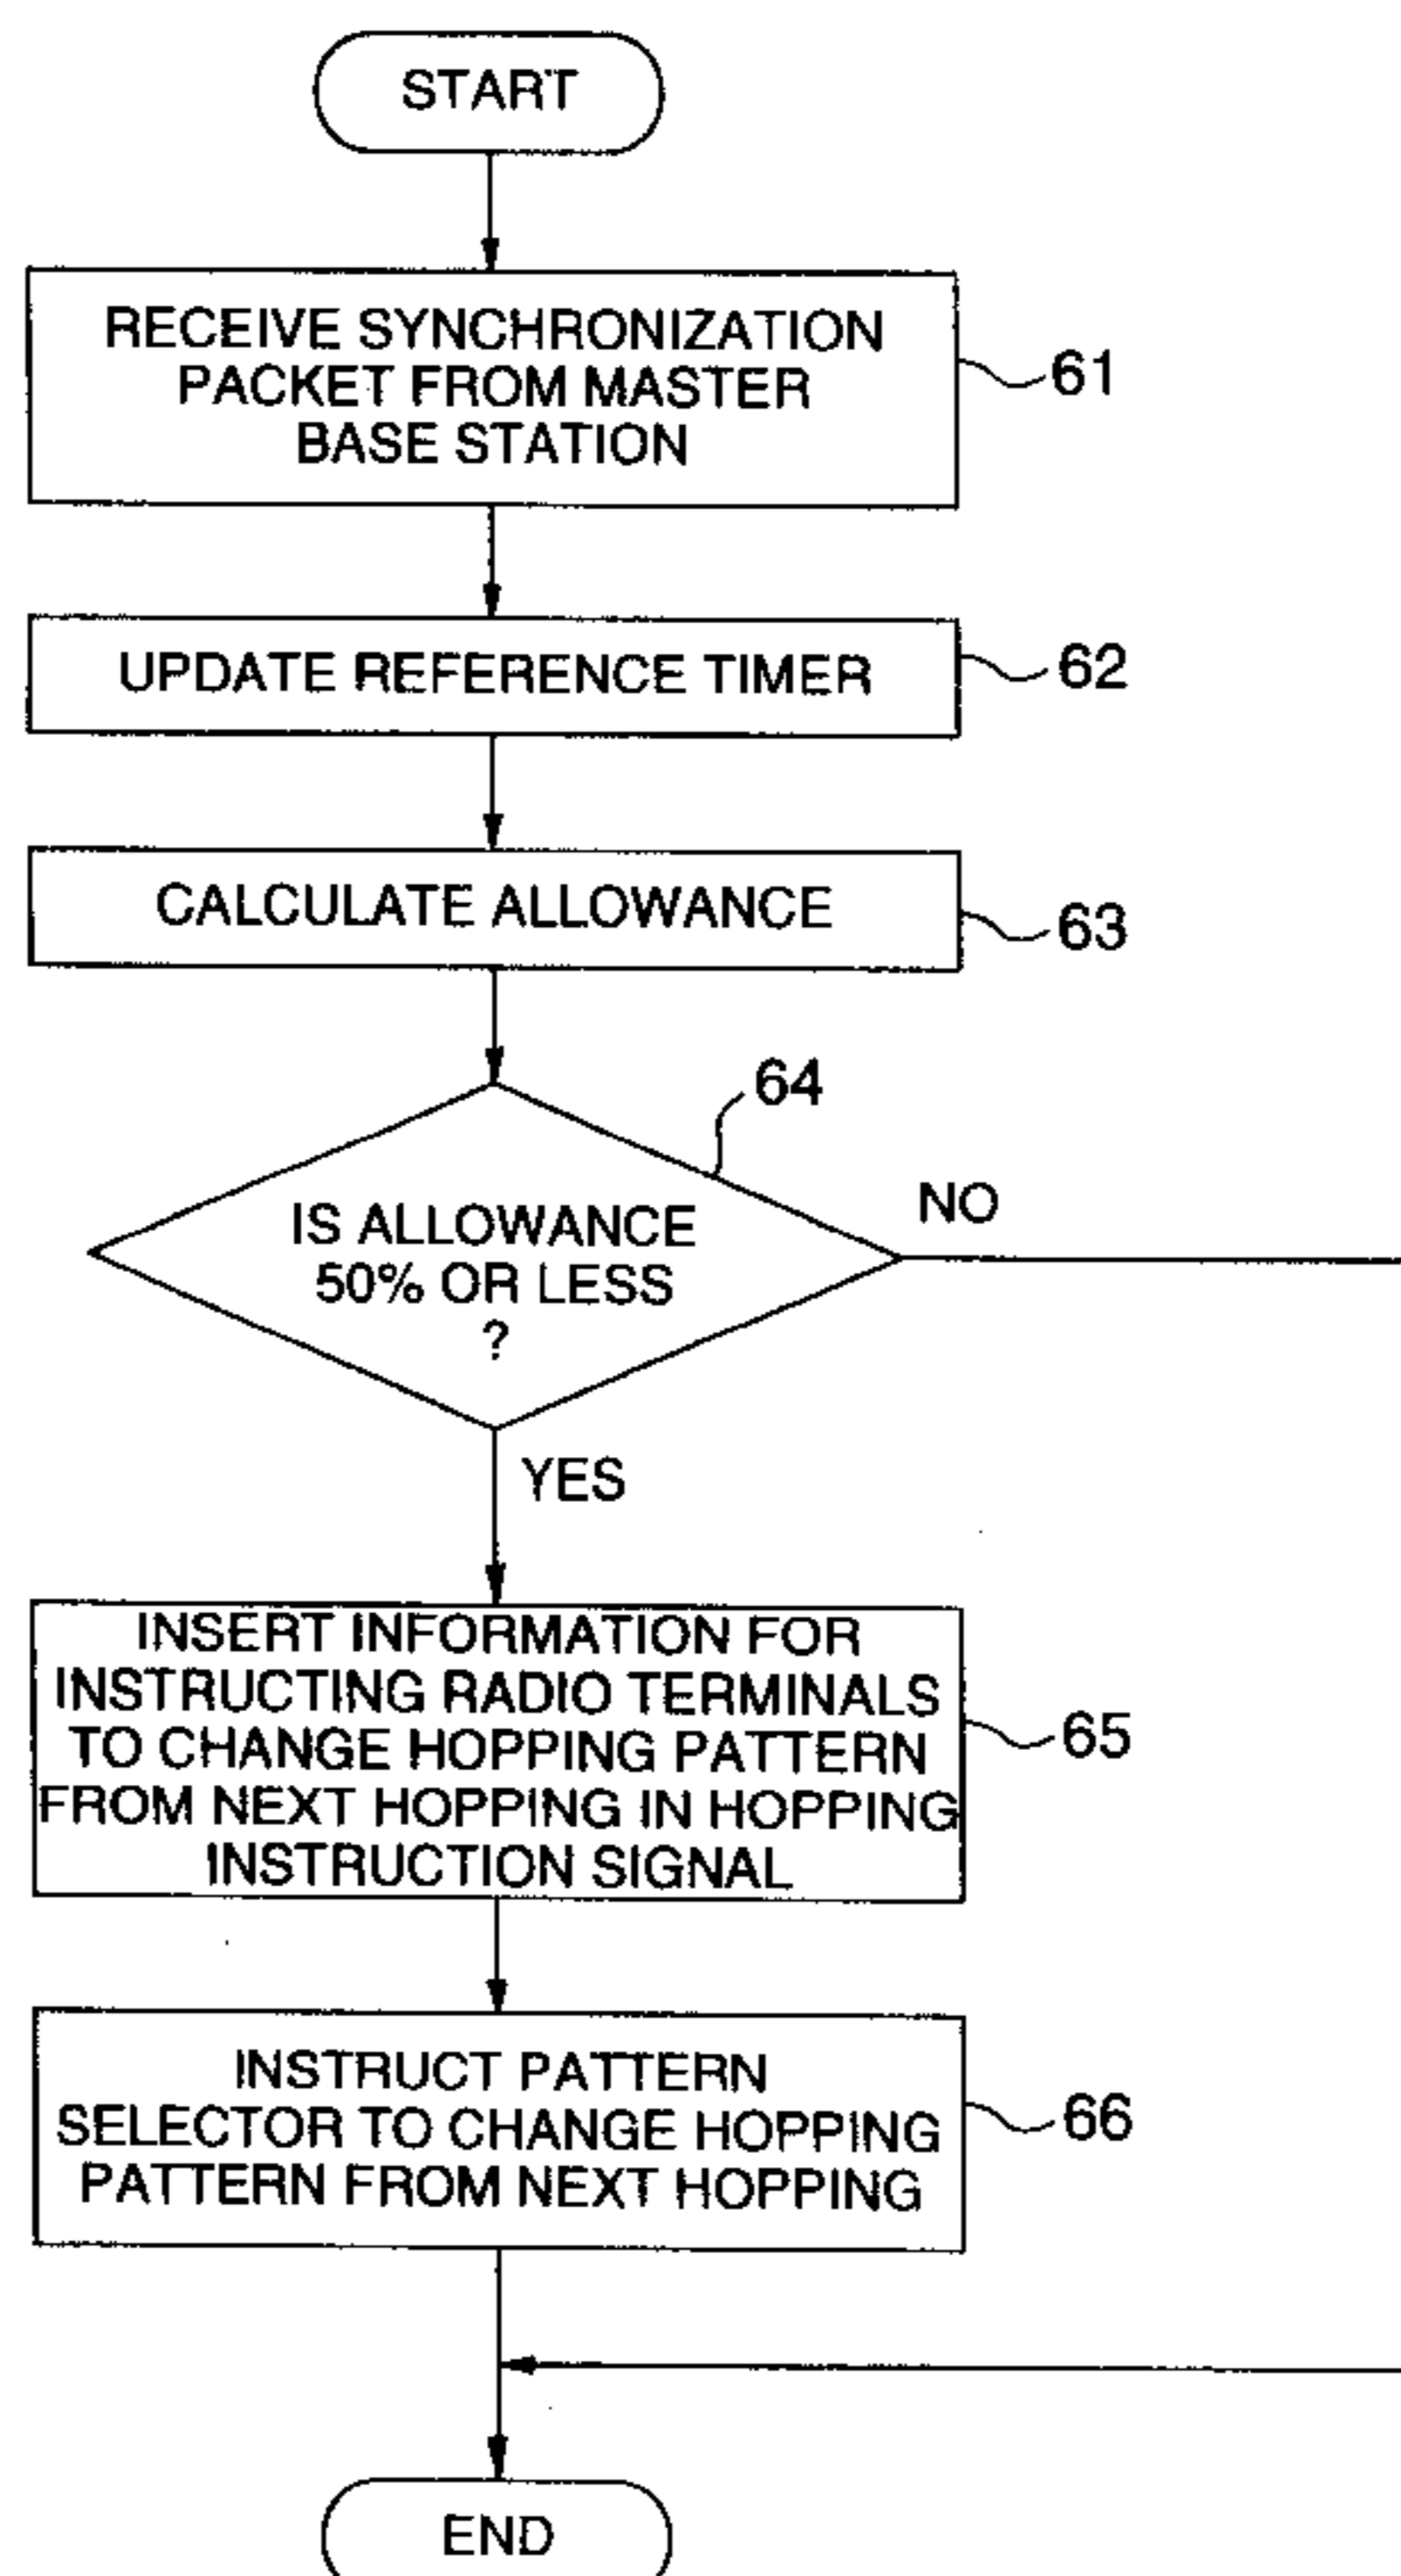 START
RECEIVE SYNCHRONIZATION
PACKET FROM MASTER
BASE STATION
61
UPDATE REFERENCE TIMER
62
CALCULATE ALLOWANCE
63
64
IS ALLOWANCE
50% OR LESS
?
NO
YES
INSERT INFORMATION FOR
INSTRUCTING RADIO TERMINALS
TO CHANGE HOPPING PATTERN
FROM NEXT HOPPING IN HOPPING
INSTRUCTION SIGNAL
65
INSTRUCT PATTERN
SELECTOR TO CHANGE HOPPING
PATTERN FROM NEXT HOPPING
66
END